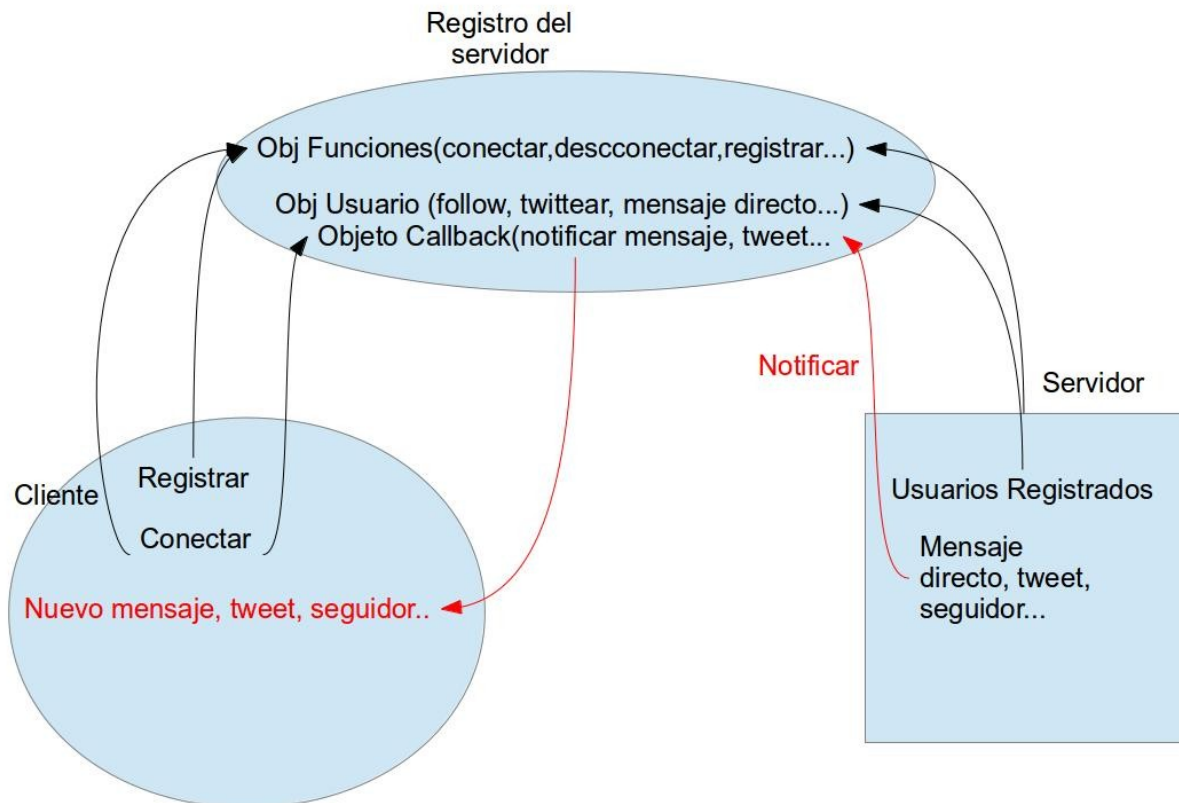 Registro del
servidor
Obj Funciones(conectar,descconectar,registrar...)
Obj Usuario (follow, twittear, mensaje directo...)
Objeto Callback(notificar mensaje, tweet...
Notificar
Servidor
Registrar
Cliente
Conectar
Nuevo mensaje, tweet, seguidor..
Usuarios Registrados
Mensaje
directo, tweet,
seguidor...